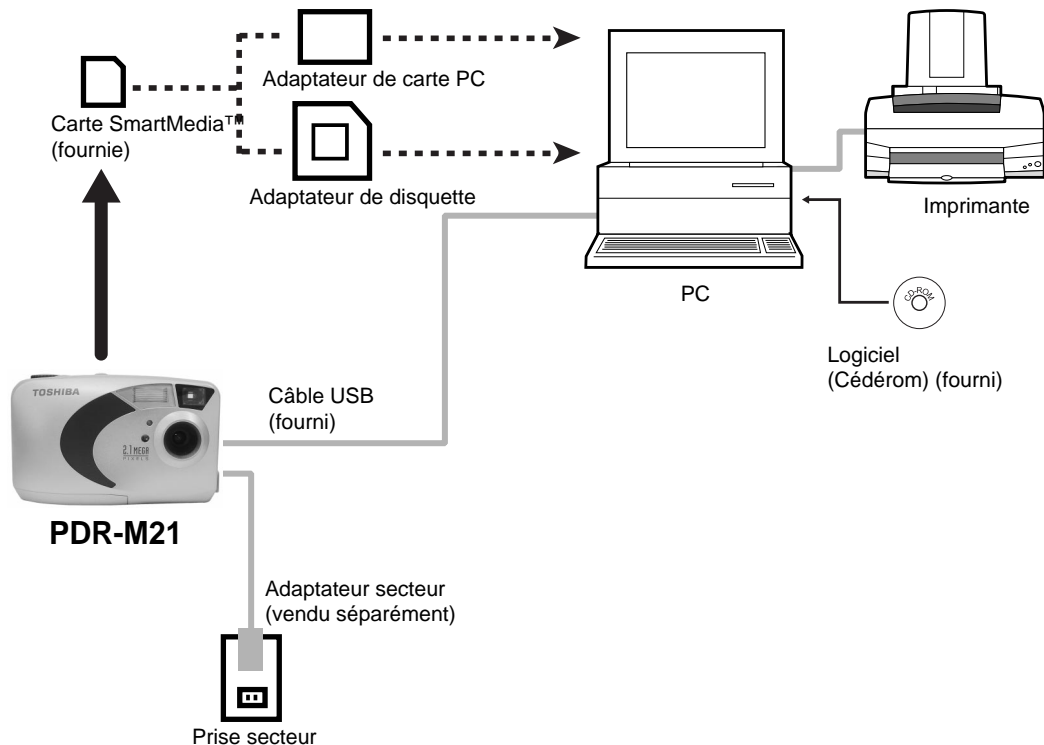 Adaptateur de carte PC
Carte SmartMedia™
(fournie)
Adaptateur de disquette
Imprimante
PC
CD-ROM
Logiciel
(Cédérom) (fourni)
Câble USB
(fourni)
TOSHIBA
2.1 MEGA
PIXELS
PDR-M21
Adaptateur secteur
(vendu séparément)
Prise secteur